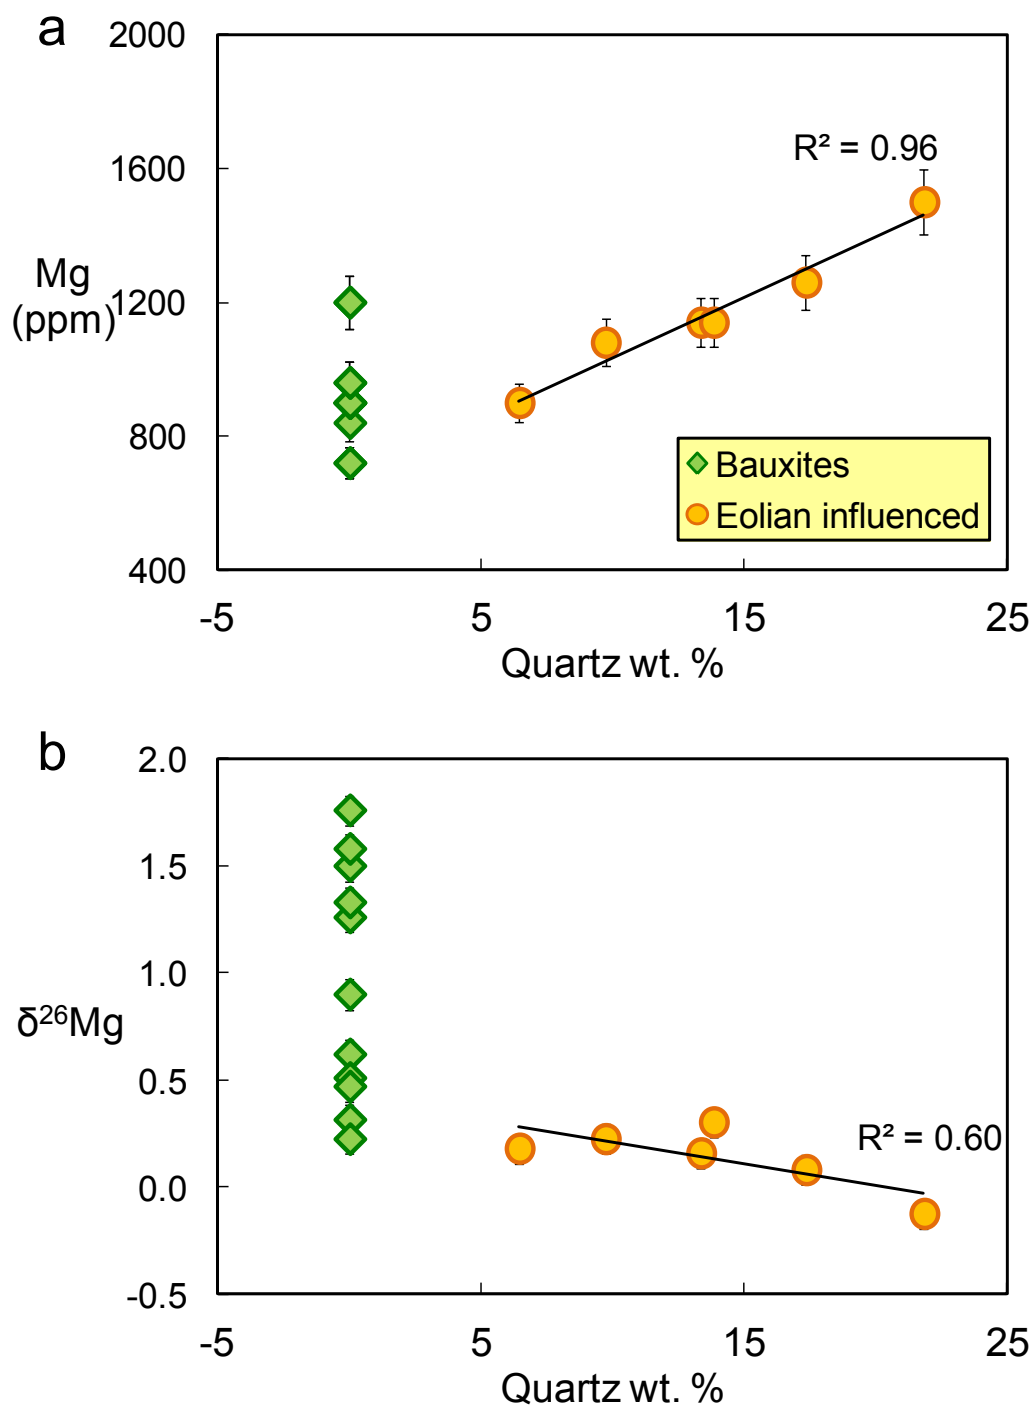 a
2000
1600
1200
800
400
Mg
(ppm)
R² = 0.96
Bauxites
Eolian influenced
-5 5 15 25
Quartz wt. %
b
2.0
1.5
1.0
0.5
0.0
-0.5
δ²⁶Mg
R² = 0.60
-5 5 15 25
Quartz wt. %